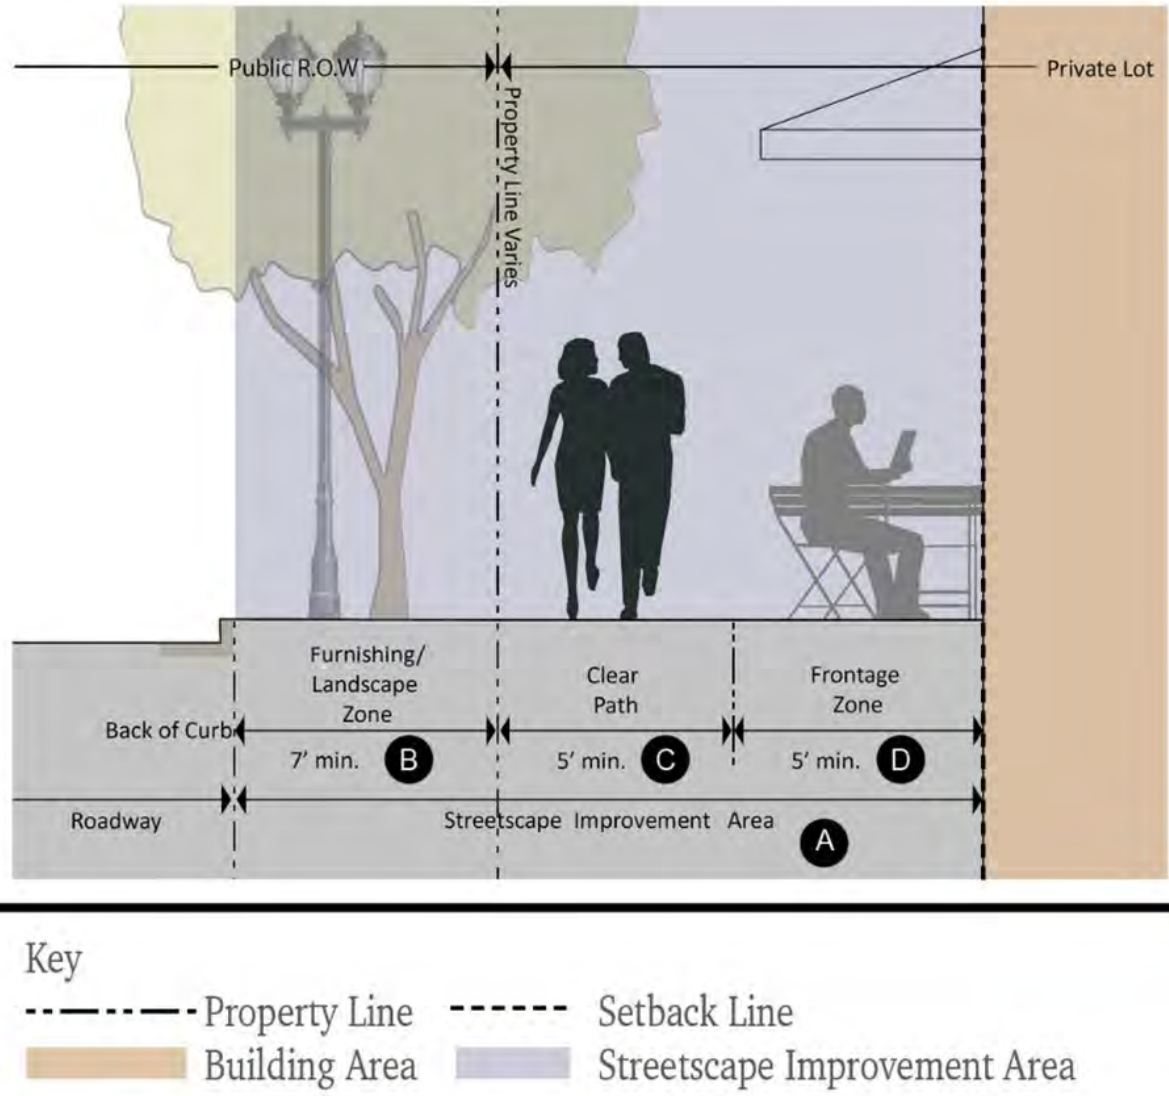 Public R.O.W
Private Lot
Property Line Varies
Furnishing/
Landscape
Zone
Clear
Path
Frontage
Zone
Back of Curb
7' min. B
5' min. C
5' min. D
Roadway
Streetscape Improvement Area
A
Key
Property Line
Setback Line
Building Area
Streetscape Improvement Area